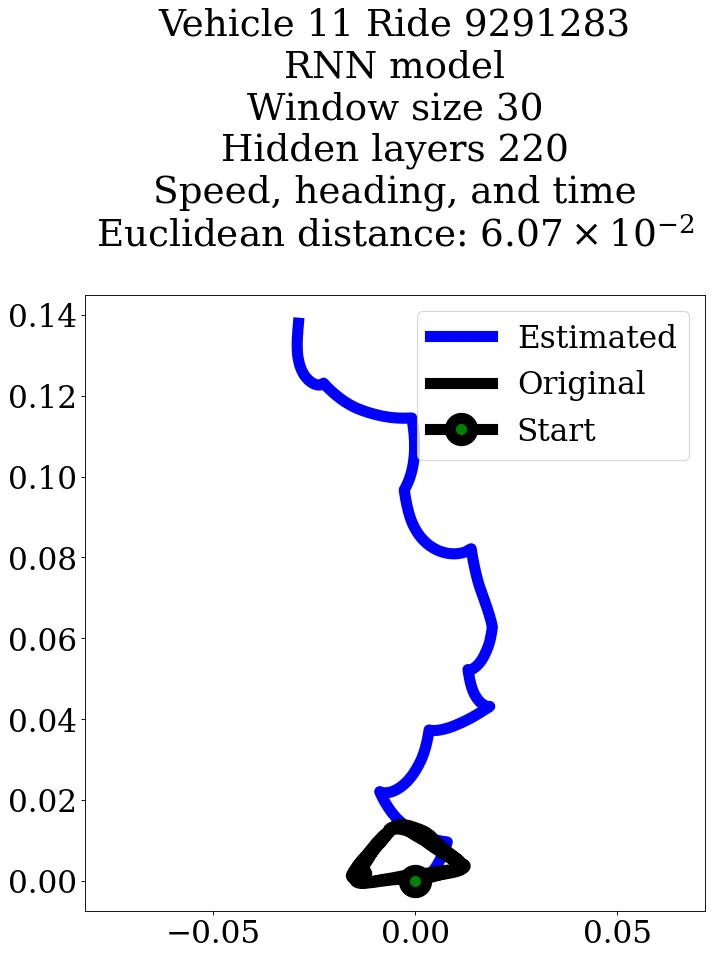 Vehicle 11 Ride 9291283
RNN model
Window size 30
Hidden layers 220
Speed, heading, and time
Euclidean distance: 6.07 × 10⁻²
0.14
0.12
0.10
0.08
0.06
0.04
0.02
0.00
Estimated
Original
Start
−0.05 0.00 0.05